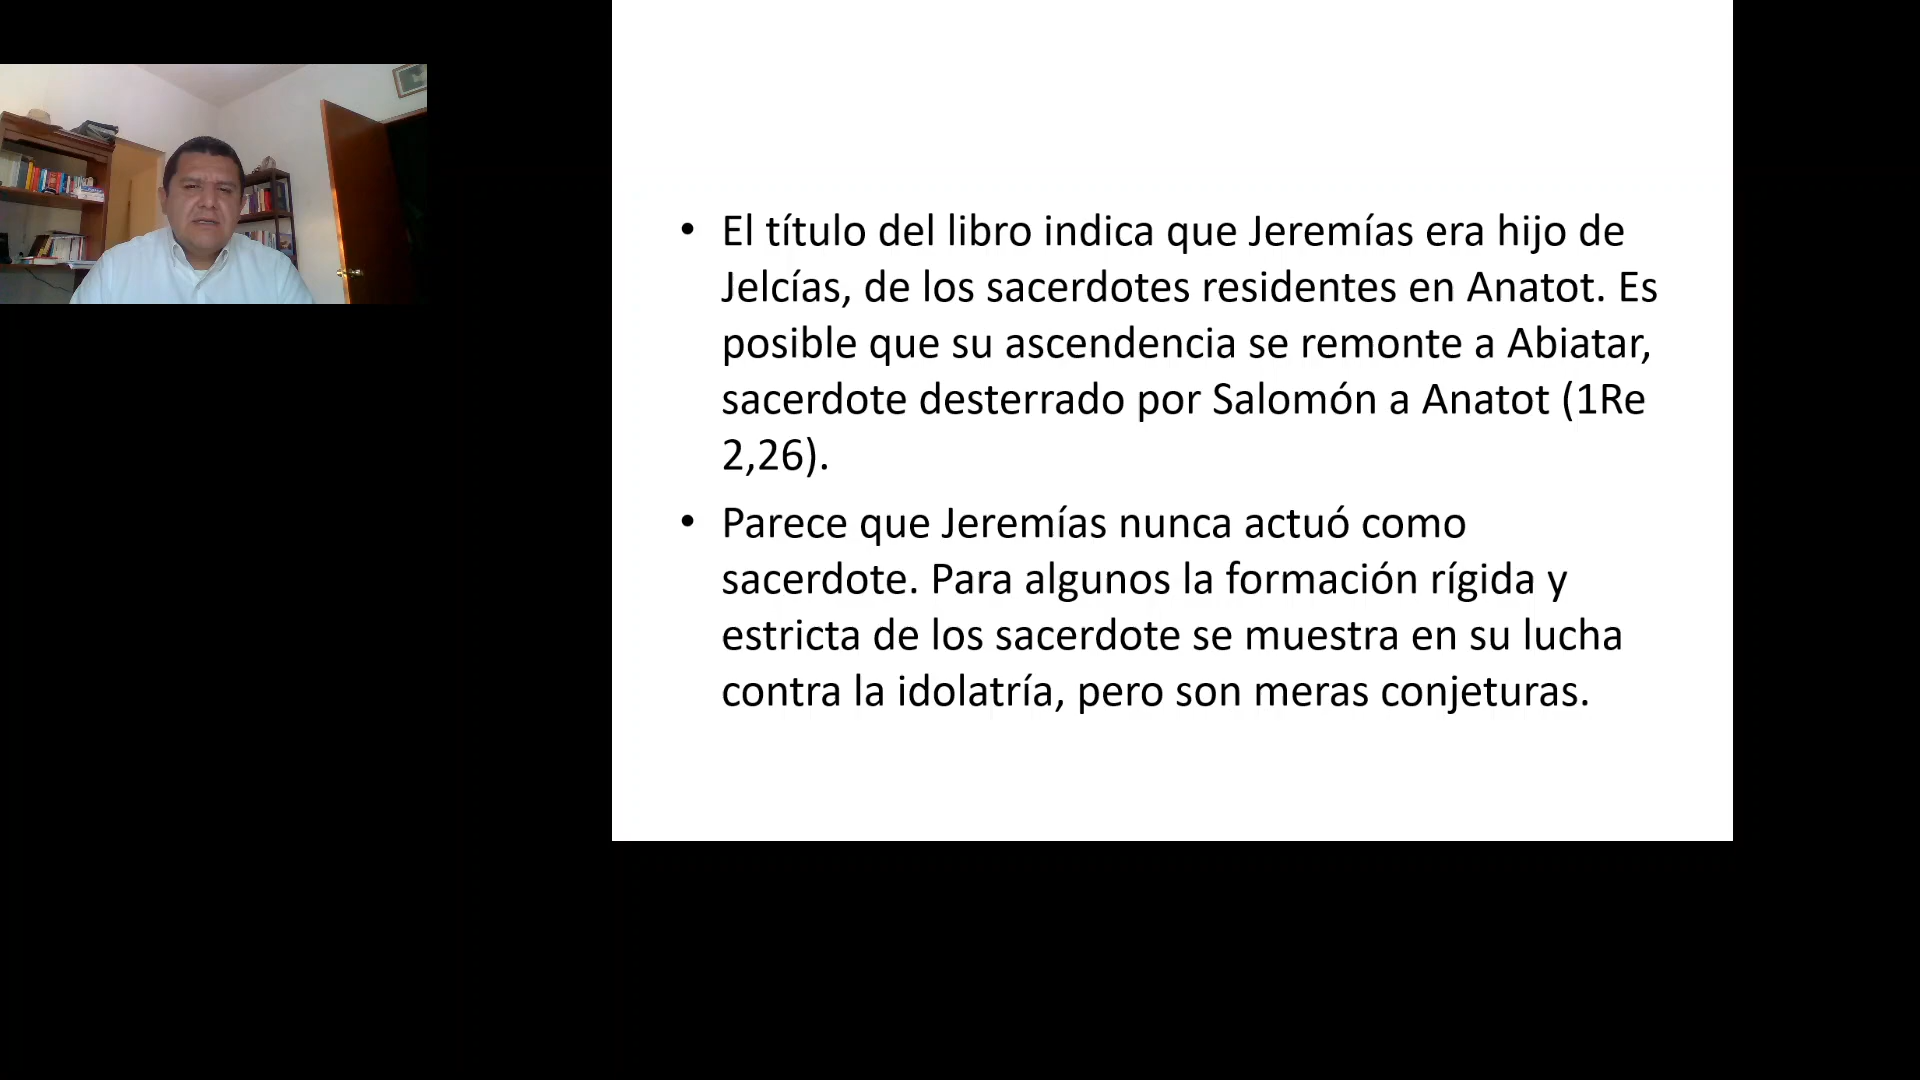 • El título del libro indica que Jeremías era hijo de
Jelcías, de los sacerdotes residentes en Anatot. Es
posible que su ascendencia se remonte a Abiatar,
sacerdote desterrado por Salomón a Anatot (1Re
2,26).
• Parece que Jeremías nunca actuó como
sacerdote. Para algunos la formación rígida y
estricta de los sacerdote se muestra en su lucha
contra la idolatría, pero son meras conjeturas.